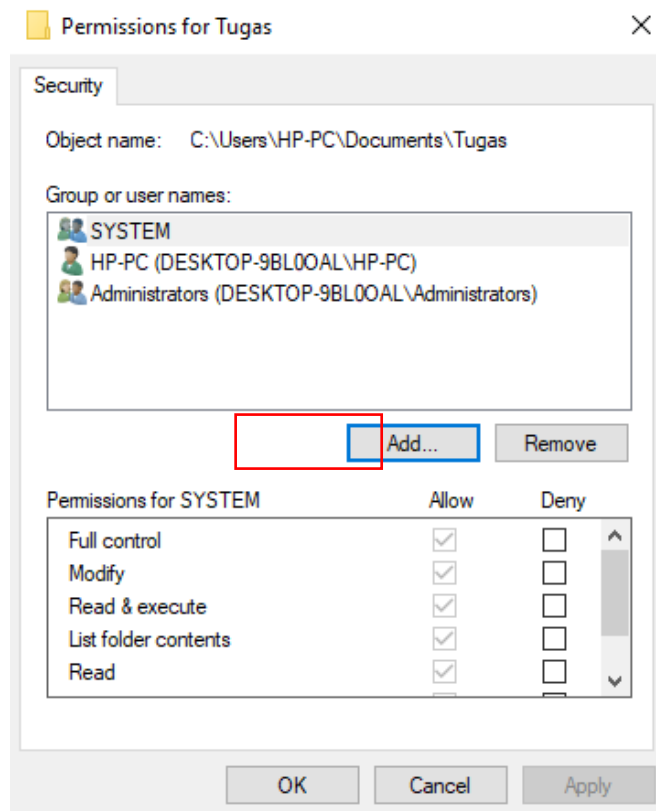 Permissions for Tugas
Security
Object name: C:\Users\HP-PC\Documents\Tugas
Group or user names:
SYSTEM
HP-PC (DESKTOP-9BL0OAL\HP-PC)
Administrators (DESKTOP-9BL0OAL\Administrators)
Add... Remove
Permissions for SYSTEM Allow Deny
Full control
Modify
Read & execute
List folder contents
Read
OK Cancel Apply